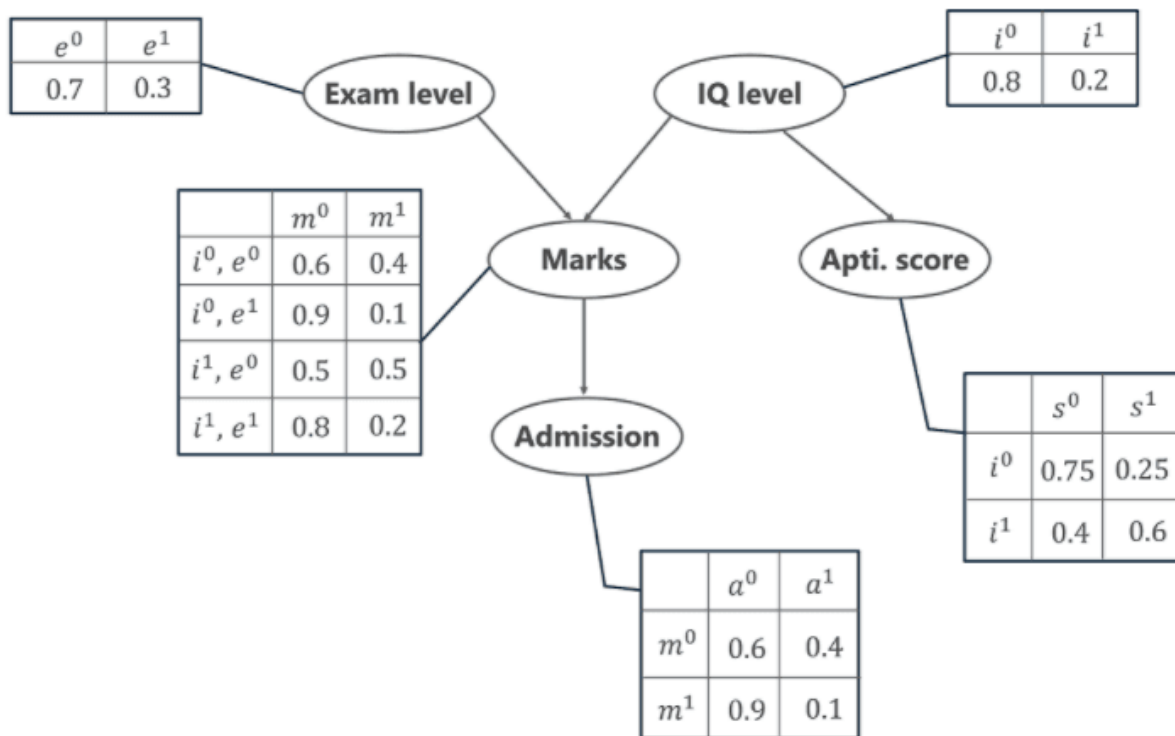 e⁰ e¹
0.7 0.3
Exam level
IQ level
i⁰ i¹
0.8 0.2
m⁰ m¹
i⁰, e⁰ 0.6 0.4
i⁰, e¹ 0.9 0.1
i¹, e⁰ 0.5 0.5
i¹, e¹ 0.8 0.2
Marks
Apti. score
Admission
s⁰ s¹
i⁰ 0.75 0.25
i¹ 0.4 0.6
a⁰ a¹
m⁰ 0.6 0.4
m¹ 0.9 0.1